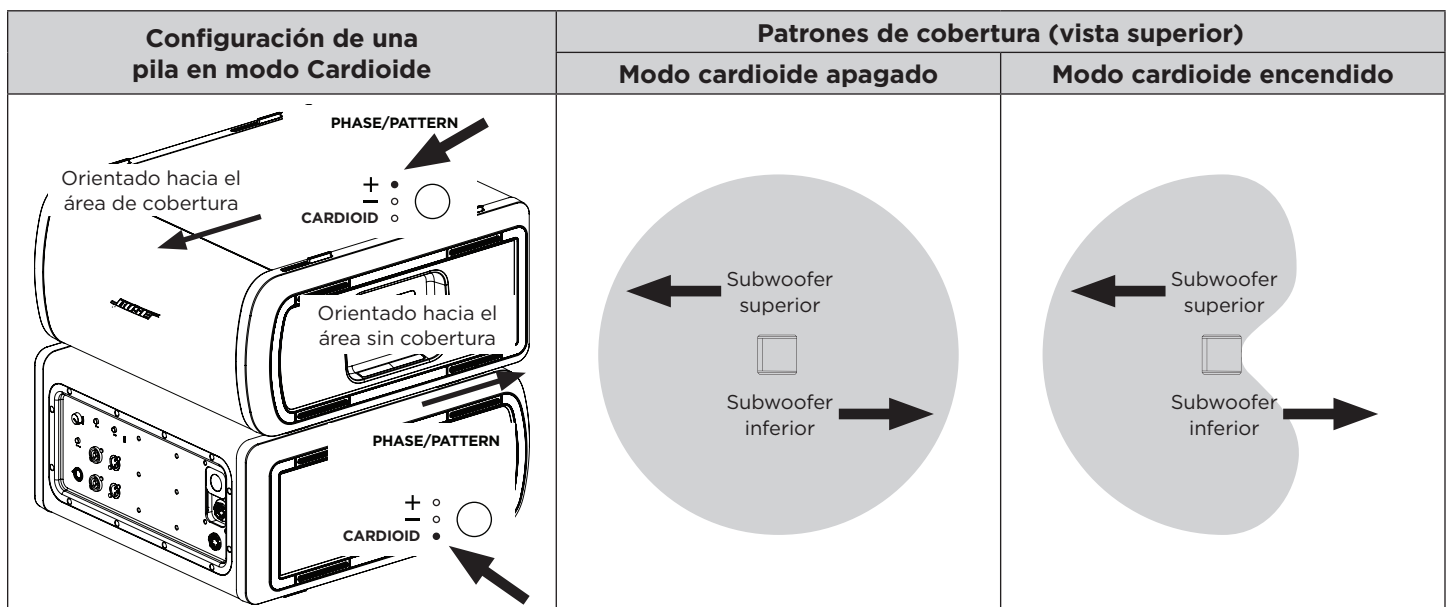 Configuración de una
pila en modo Cardioide
Patrones de cobertura (vista superior)
Modo cardioide apagado
Modo cardioide encendido
PHASE/PATTERN
Orientado hacia el
área de cobertura
+
–
CARDIOID
BOSE
Orientado hacia el
área sin cobertura
PHASE/PATTERN
+
–
CARDIOID
Subwoofer
superior
Subwoofer
inferior
Subwoofer
superior
Subwoofer
inferior